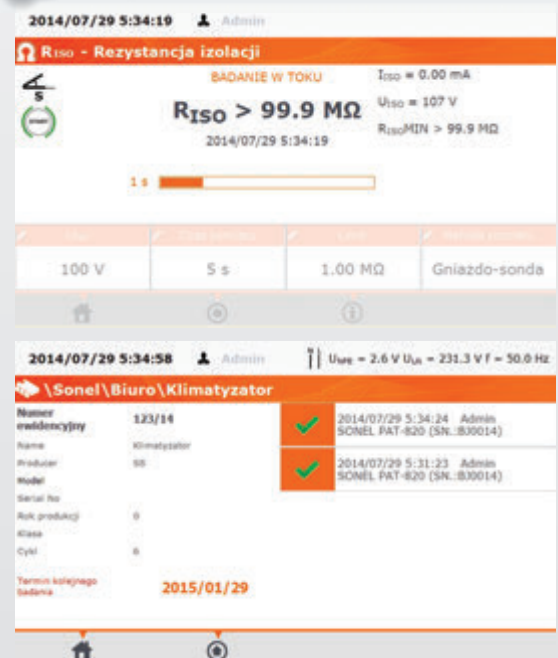 2014/07/29 5:34:19 Admin
RISO - Rezystancja izolacji
BADANIE W TOKU
RISO > 99.9 MΩ
2014/07/29 5:34:19
IISO = 0.00 mA
UISO = 107 V
RISOMIN > 99.9 MΩ
S
START
1 s
100 V 5 s 1.00 MΩ Gniazdo-sonda
2014/07/29 5:34:58 Admin UNPE = 2.6 V ULN = 231.3 V f = 50.0 Hz
\Sonel\Biuro\Klimatyzator
Numer ewidencyjny 123/14
Name Klimatyzator
Producer SB
Model
Serial No
Rok produkcji 0
Klasa
Cykl 6
Termin kolejnego badania 2015/01/29
2014/07/29 5:34:24 Admin
SONEL PAT-820 (SN.:BJ0014)
2014/07/29 5:31:23 Admin
SONEL PAT-820 (SN.:BJ0014)